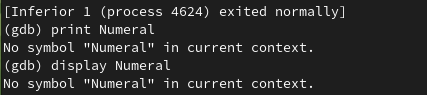 [Inferior 1 (process 4624) exited normally]
(gdb) print Numeral
No symbol "Numeral" in current context.
(gdb) display Numeral
No symbol "Numeral" in current context.